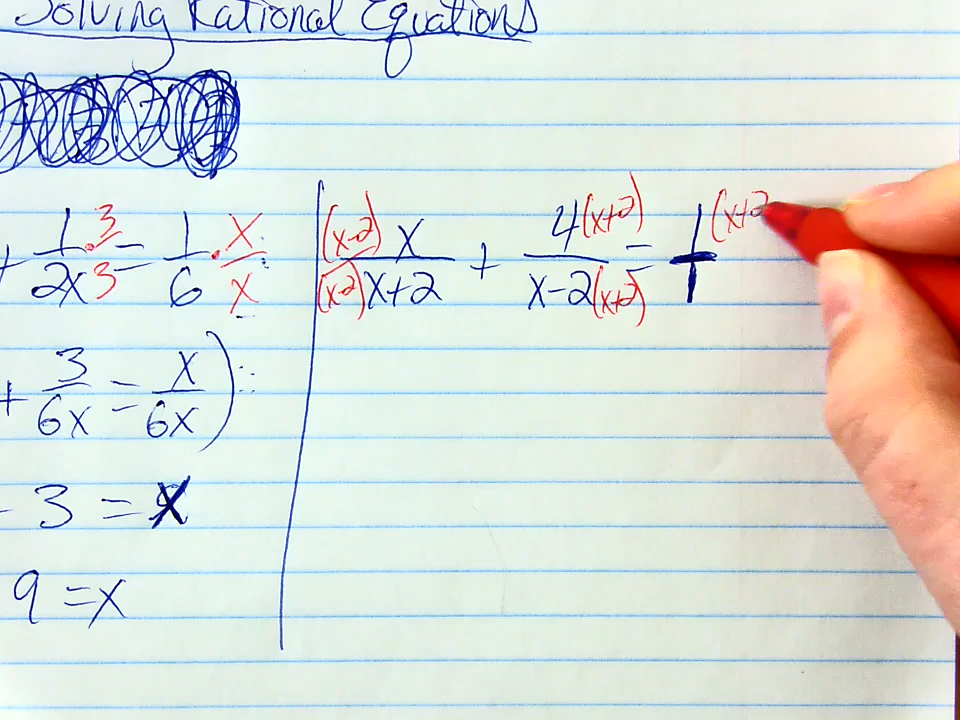 Solving Rational Equations
+ 1/2x · 3/3 = 1/6 · x/x
(x-2)x/(x-2)x+2 + 4(x+2)/x-2(x+2) = 1(x+2/1
+ 3/6x = x/6x)
- 3 = x
9 = x